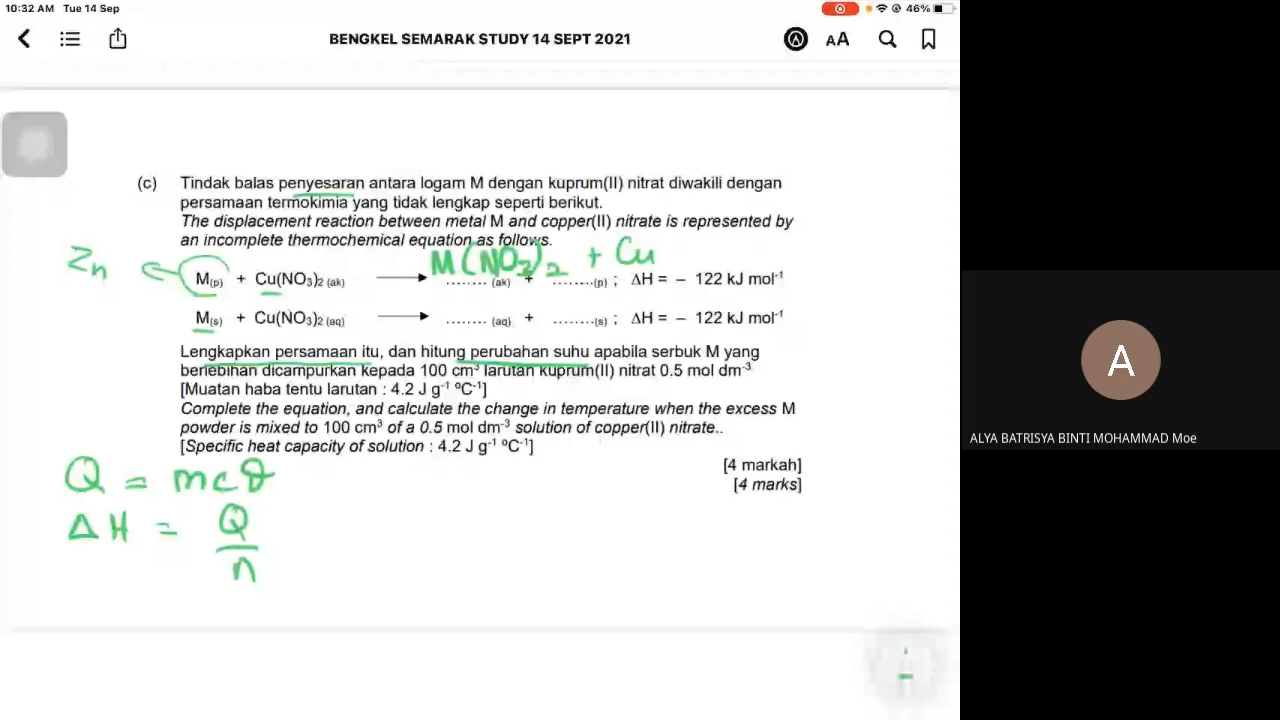 10:32 AM Tue 14 Sep 46%
AA
BENGKEL SEMARAK STUDY 14 SEPT 2021
(c) Tindak balas penyesaran antara logam M dengan kuprum(II) nitrat diwakili dengan
persamaan termokimia yang tidak lengkap seperti berikut.
The displacement reaction between metal M and copper(II) nitrate is represented by
an incomplete thermochemical equation as follows.
M(NO3)2 + Cu
Zn
M(p) + Cu(NO3)2 (ak) ⟶ ........ (ak) + ........(p) ; ΔH = – 122 kJ mol-1
M(s) + Cu(NO3)2 (aq) ⟶ ........ (aq) + ........(s) ; ΔH = – 122 kJ mol-1
Lengkapkan persamaan itu, dan hitung perubahan suhu apabila serbuk M yang
berlebihan dicampurkan kepada 100 cm3 larutan kuprum(II) nitrat 0.5 mol dm-3.
[Muatan haba tentu larutan : 4.2 J g-1 ºC-1]
Complete the equation, and calculate the change in temperature when the excess M
powder is mixed to 100 cm3 of a 0.5 mol dm-3 solution of copper(II) nitrate..
[Specific heat capacity of solution : 4.2 J g-1 ºC-1]
[4 markah]
[4 marks]
Q = mcθ
ΔH = Q
n
A
ALYA BATRISYA BINTI MOHAMMAD Moe